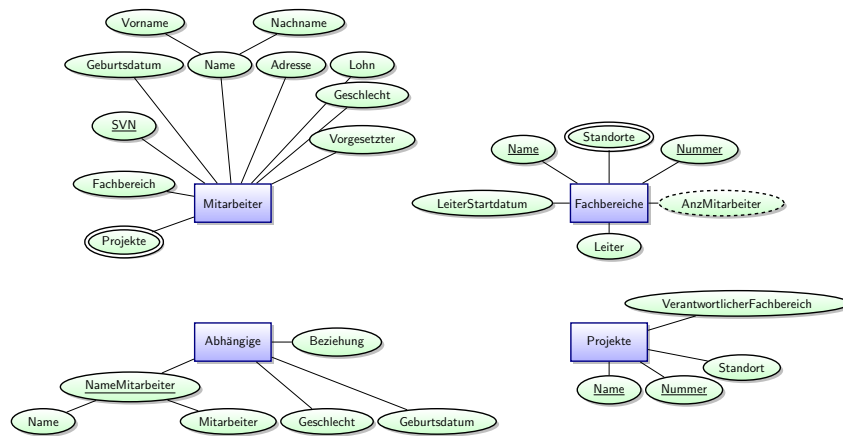 Vorname
Nachname
Geburtsdatum
Name
Adresse
Lohn
Geschlecht
SVN
Vorgesetzter
Fachbereich
Mitarbeiter
Projekte
Name
Standorte
Nummer
LeiterStartdatum
Fachbereiche
AnzMitarbeiter
Leiter
Abhängige
Beziehung
NameMitarbeiter
Name
Mitarbeiter
Geschlecht
Geburtsdatum
VerantwortlicherFachbereich
Projekte
Standort
Name
Nummer